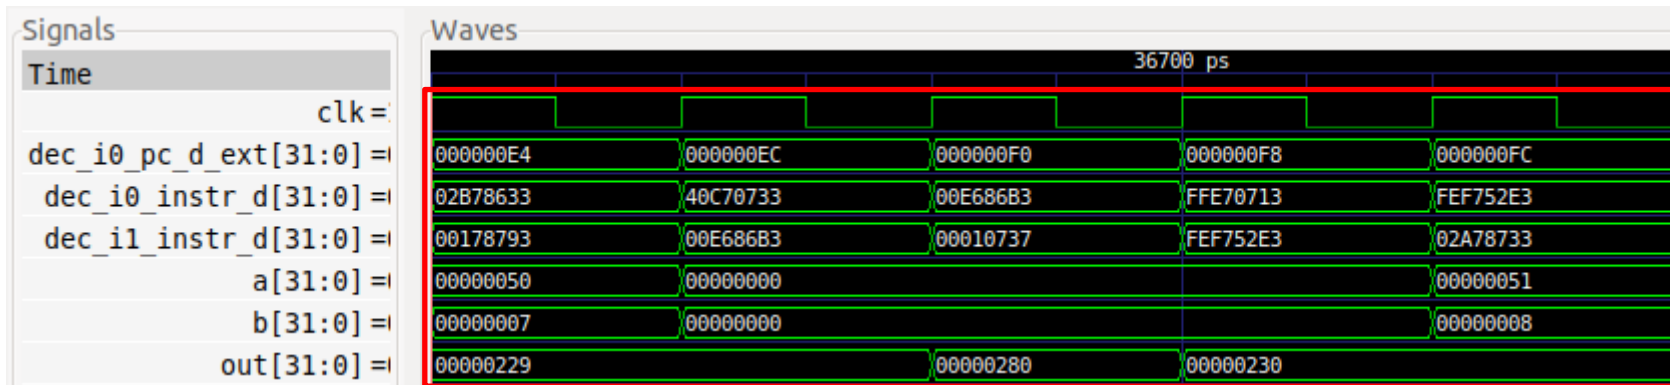 Signals Waves
Time 36700 ps
clk=
dec_i0_pc_d_ext[31:0]= 000000E4 000000EC 000000F0 000000F8 000000FC
dec_i0_instr_d[31:0]= 02B78633 40C70733 00E686B3 FFE70713 FEF752E3
dec_i1_instr_d[31:0]= 00178793 00E686B3 00010737 FEF752E3 02A78733
a[31:0]= 00000050 00000000 00000051
b[31:0]= 00000007 00000000 00000008
out[31:0]= 00000229 00000280 00000230